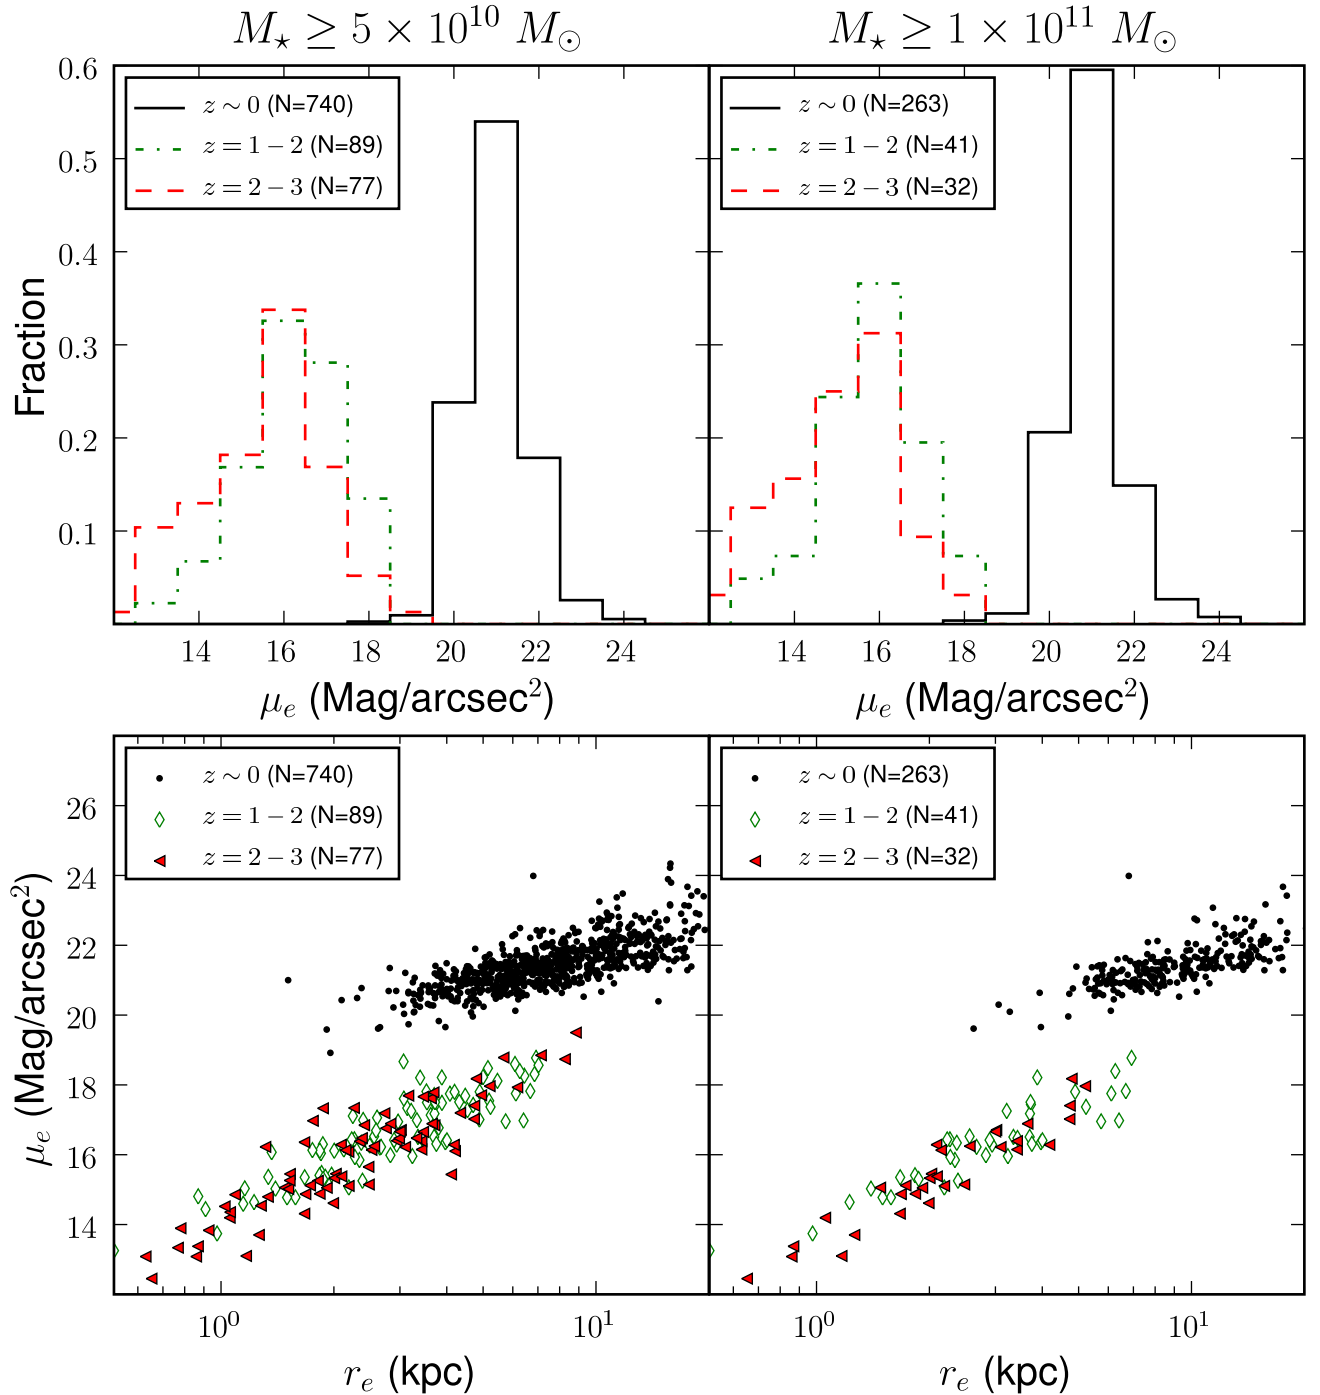 M⋆ ≥ 5 × 10¹⁰ M⊙
M⋆ ≥ 1 × 10¹¹ M⊙
Fraction
0.6
0.5
0.4
0.3
0.2
0.1
z ∼ 0 (N=740)
z = 1 − 2 (N=89)
z = 2 − 3 (N=77)
z ∼ 0 (N=263)
z = 1 − 2 (N=41)
z = 2 − 3 (N=32)
14 16 18 20 22 24
14 16 18 20 22 24
μₑ (Mag/arcsec²)
μₑ (Mag/arcsec²)
μₑ (Mag/arcsec²)
26
24
22
20
18
16
14
z ∼ 0 (N=740)
z = 1 − 2 (N=89)
z = 2 − 3 (N=77)
z ∼ 0 (N=263)
z = 1 − 2 (N=41)
z = 2 − 3 (N=32)
10⁰ 10¹
10⁰ 10¹
rₑ (kpc)
rₑ (kpc)